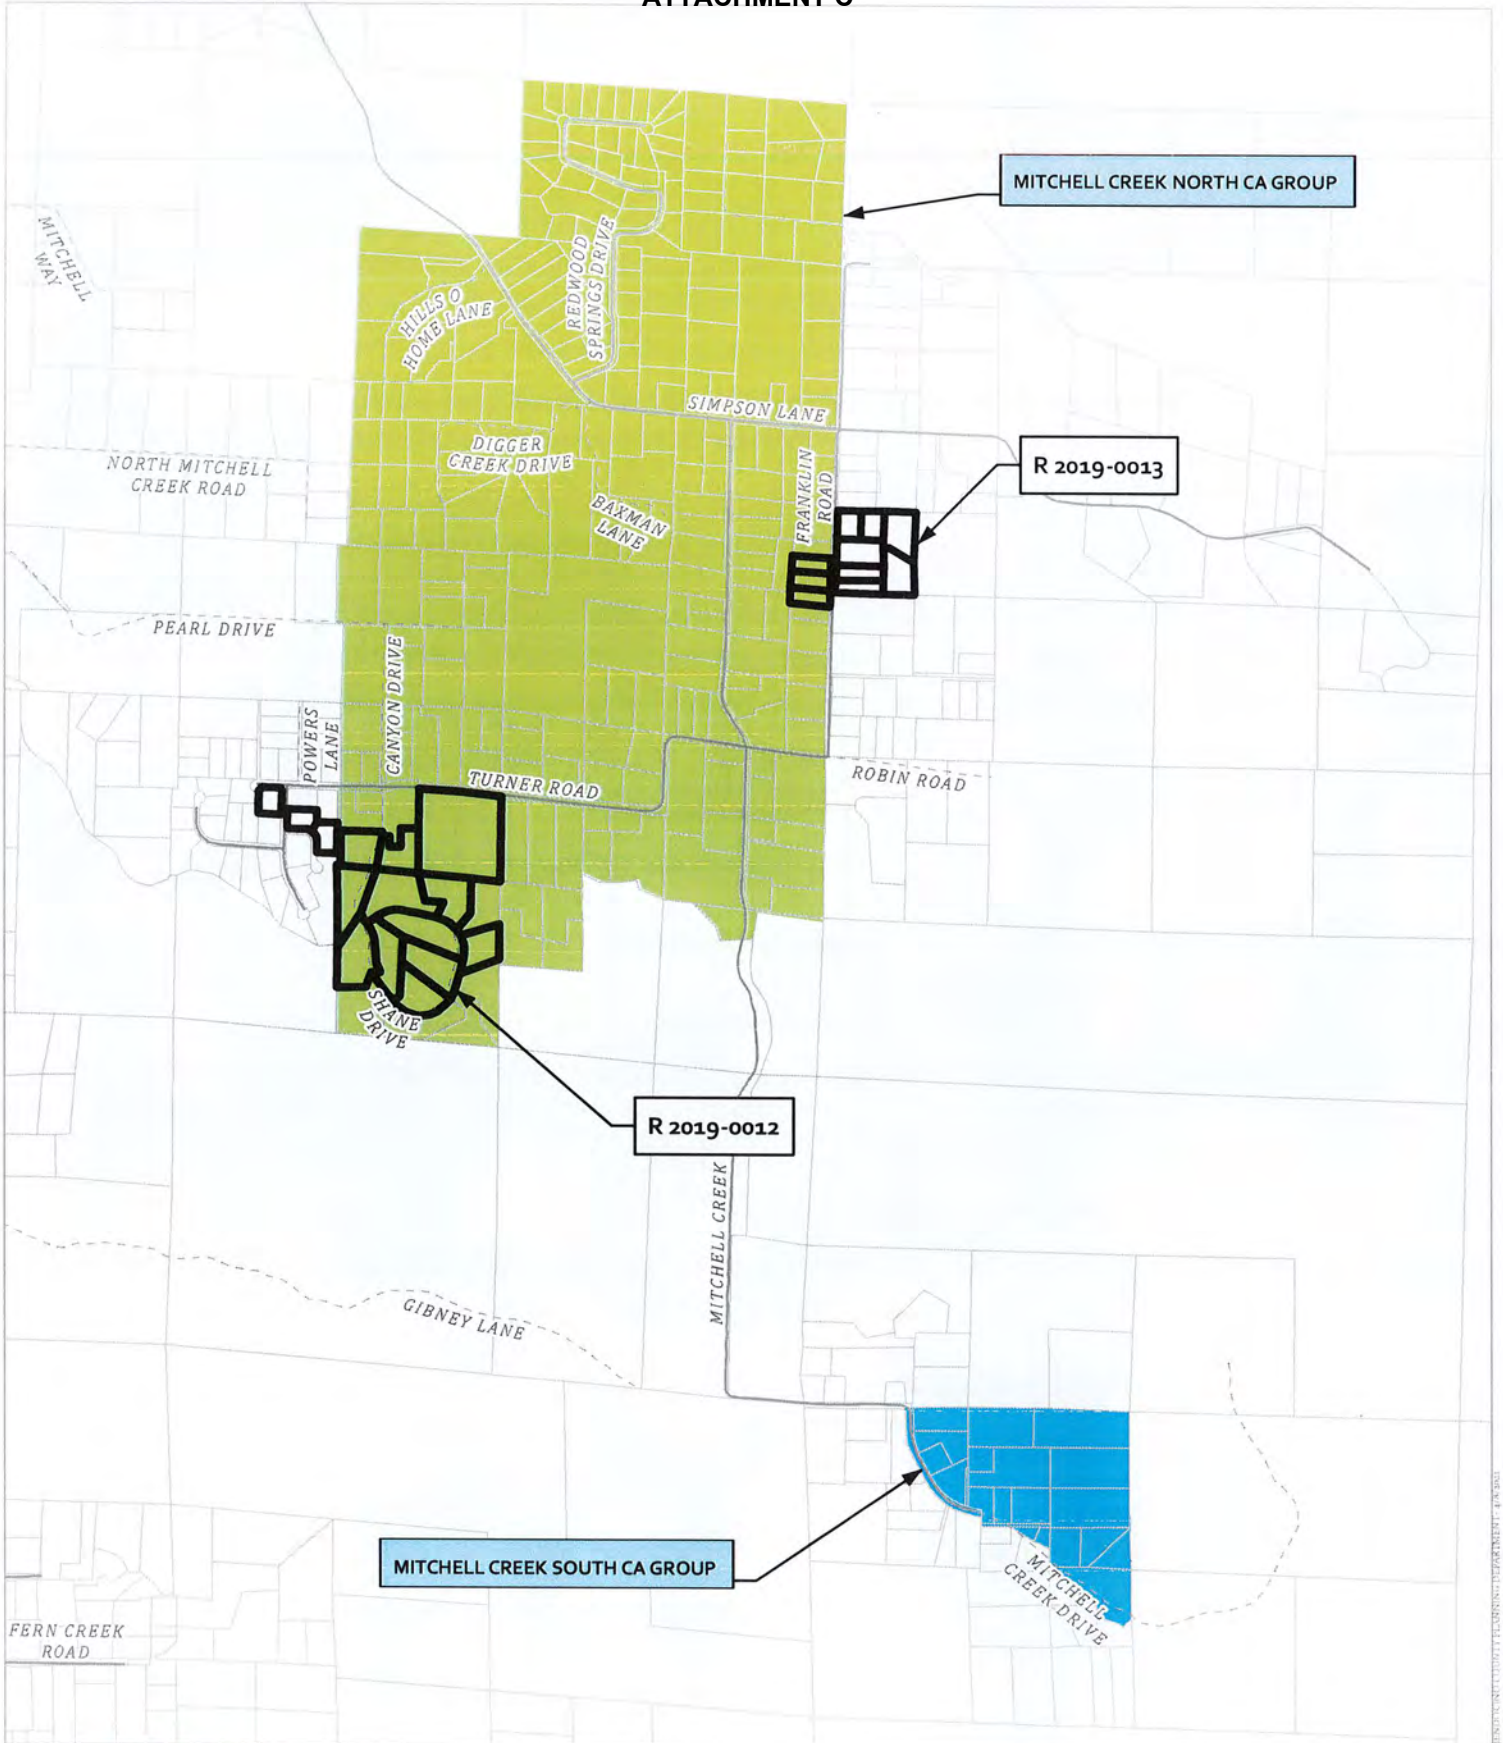 ATTACHMENT C
MITCHELL CREEK NORTH CA GROUP
MITCHELL
WAY
REDWOOD
SPRINGS DRIVE
HILLS O
HOME LANE
SIMPSON LANE
DIGGER
CREEK DRIVE
R 2019-0013
NORTH MITCHELL
CREEK ROAD
FRANKLIN
ROAD
BAXMAN
LANE
PEARL DRIVE
CANYON DRIVE
POWERS
LANE
TURNER ROAD
ROBIN ROAD
SHANE
DRIVE
R 2019-0012
MITCHELL CREEK
GIBNEY LANE
MITCHELL CREEK SOUTH CA GROUP
MITCHELL
CREEK DRIVE
FERN CREEK
ROAD
COUNTY PLANNING DEPARTMENT